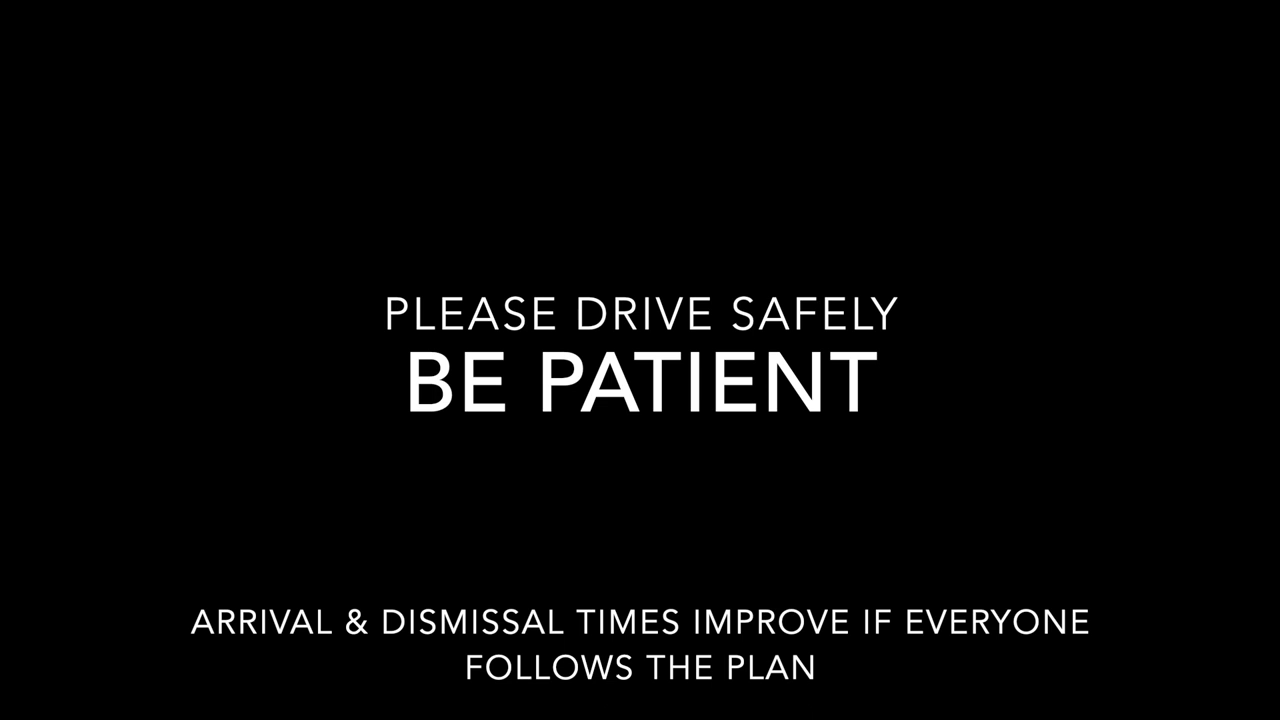 PLEASE DRIVE SAFELY
BE PATIENT
ARRIVAL & DISMISSAL TIMES IMPROVE IF EVERYONE
FOLLOWS THE PLAN